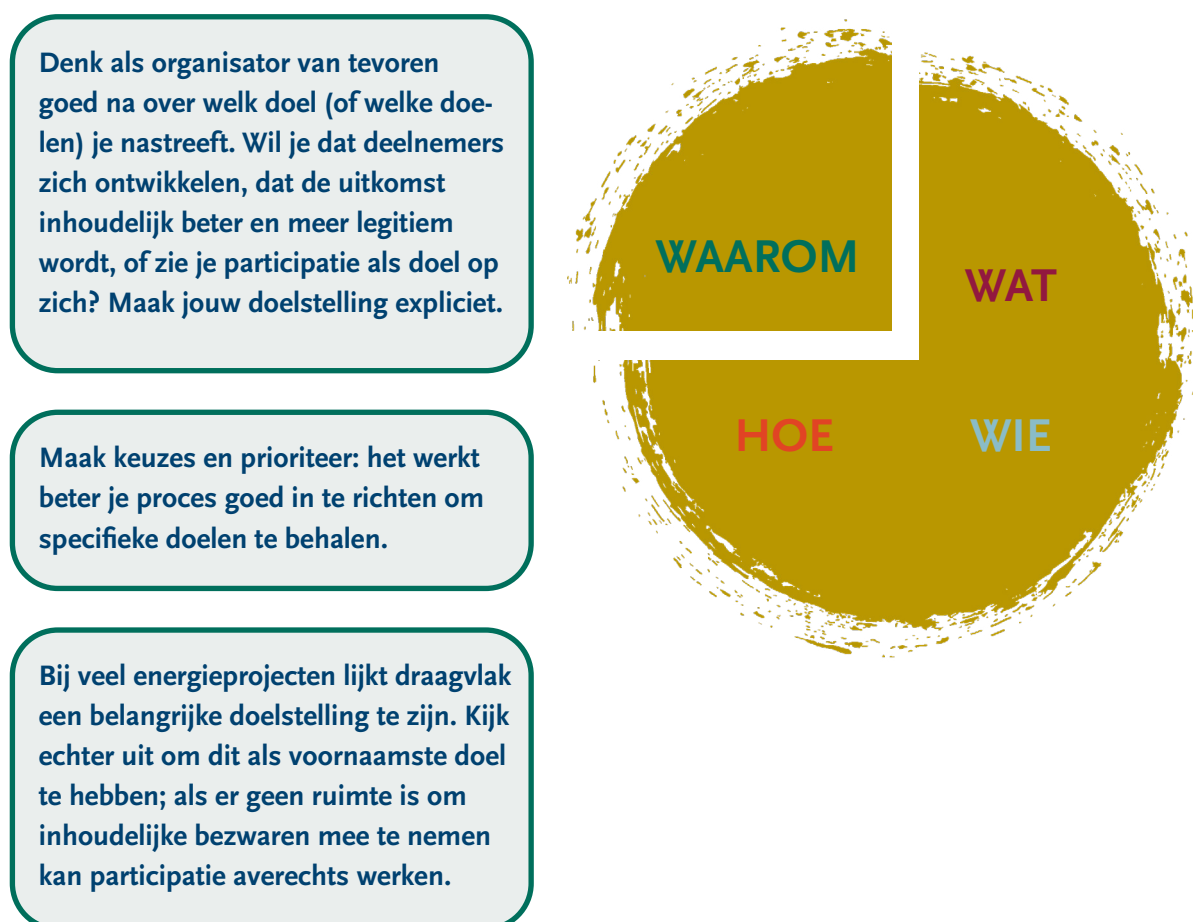 Denk als organisator van tevoren
goed na over welk doel (of welke doe-
len) je nastreeft. Wil je dat deelnemers
zich ontwikkelen, dat de uitkomst
inhoudelijk beter en meer legitiem
wordt, of zie je participatie als doel op
zich? Maak jouw doelstelling expliciet.
Maak keuzes en prioriteer: het werkt
beter je proces goed in te richten om
specifieke doelen te behalen.
Bij veel energieprojecten lijkt draagvlak
een belangrijke doelstelling te zijn. Kijk
echter uit om dit als voornaamste doel
te hebben; als er geen ruimte is om
inhoudelijke bezwaren mee te nemen
kan participatie averechts werken.
WAAROM
WAT
HOE
WIE